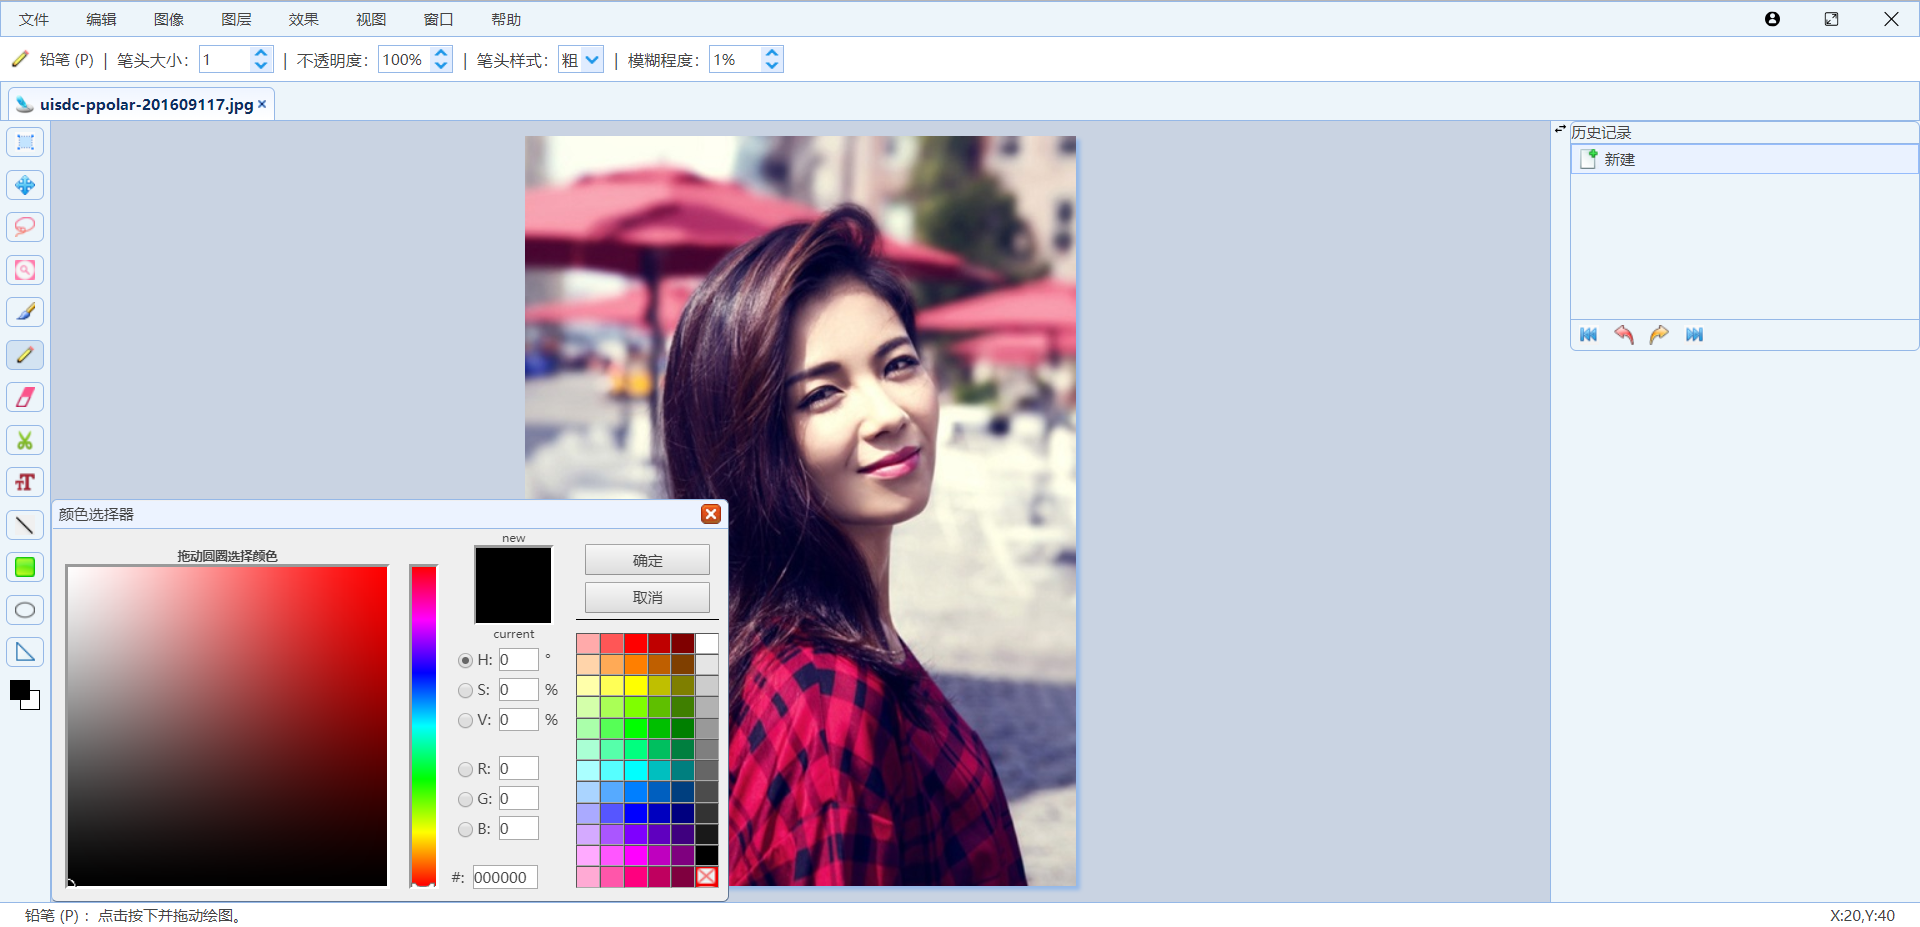 文件 编辑 图像 图层 效果 视图 窗口 帮助
铅笔 (P) | 笔头大小: 1 | 不透明度: 100% | 笔头样式: 粗 | 模糊程度: 1%
uisdc-ppolar-201609117.jpg ×
历史记录
新建
颜色选择器
拖动圆圈选择颜色
new
current
确定
取消
H: 0 °
S: 0 %
V: 0 %
R: 0
G: 0
B: 0
#: 000000
铅笔 (P) : 点击按下并拖动绘图。
X:20,Y:40